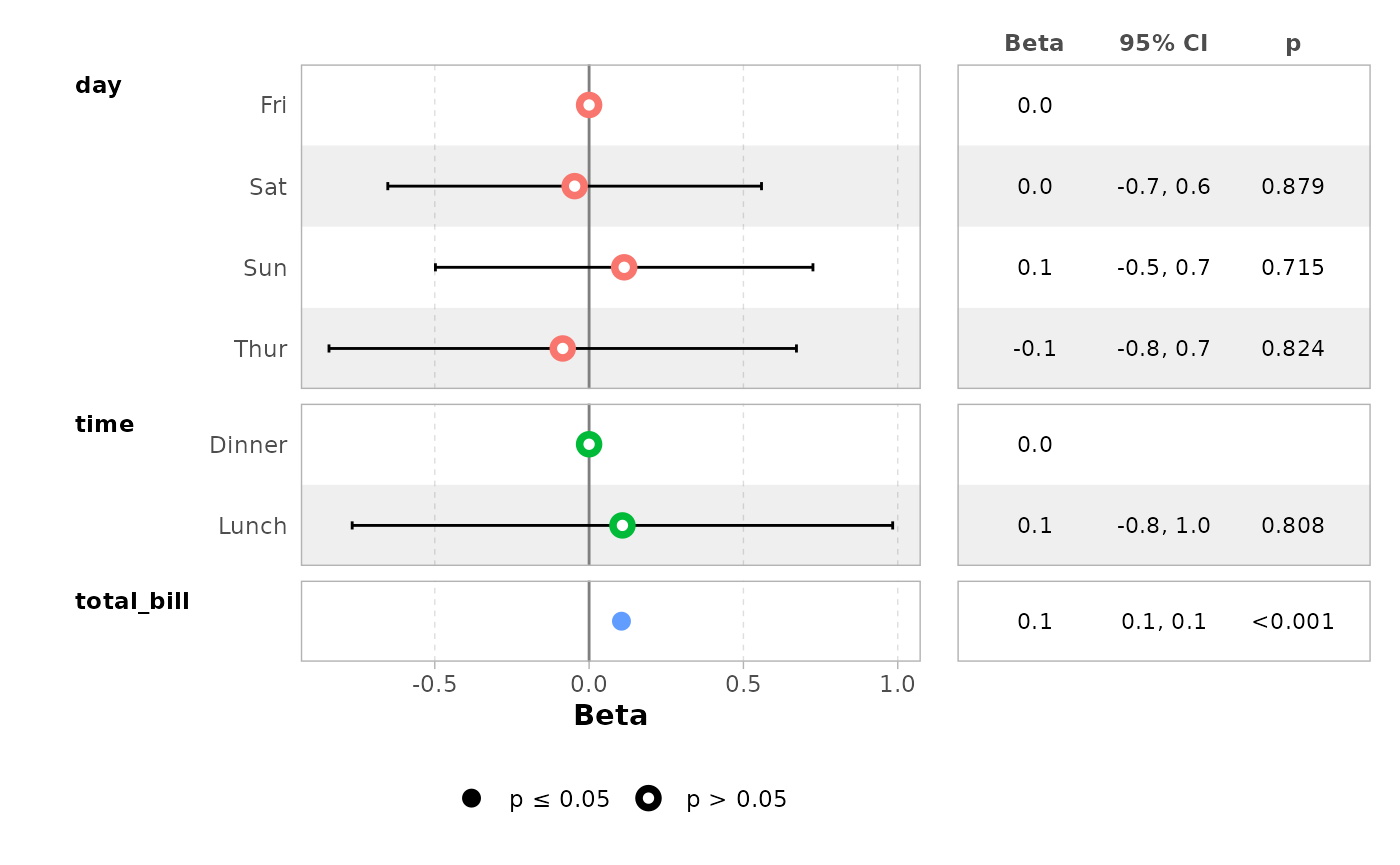 Beta 95% CI p
day
Fri 0.0
Sat 0.0 -0.7, 0.6 0.879
Sun 0.1 -0.5, 0.7 0.715
Thur -0.1 -0.8, 0.7 0.824
time
Dinner 0.0
Lunch 0.1 -0.8, 1.0 0.808
total_bill 0.1 0.1, 0.1 <0.001
-0.5 0.0 0.5 1.0
Beta
p ≤ 0.05 p > 0.05